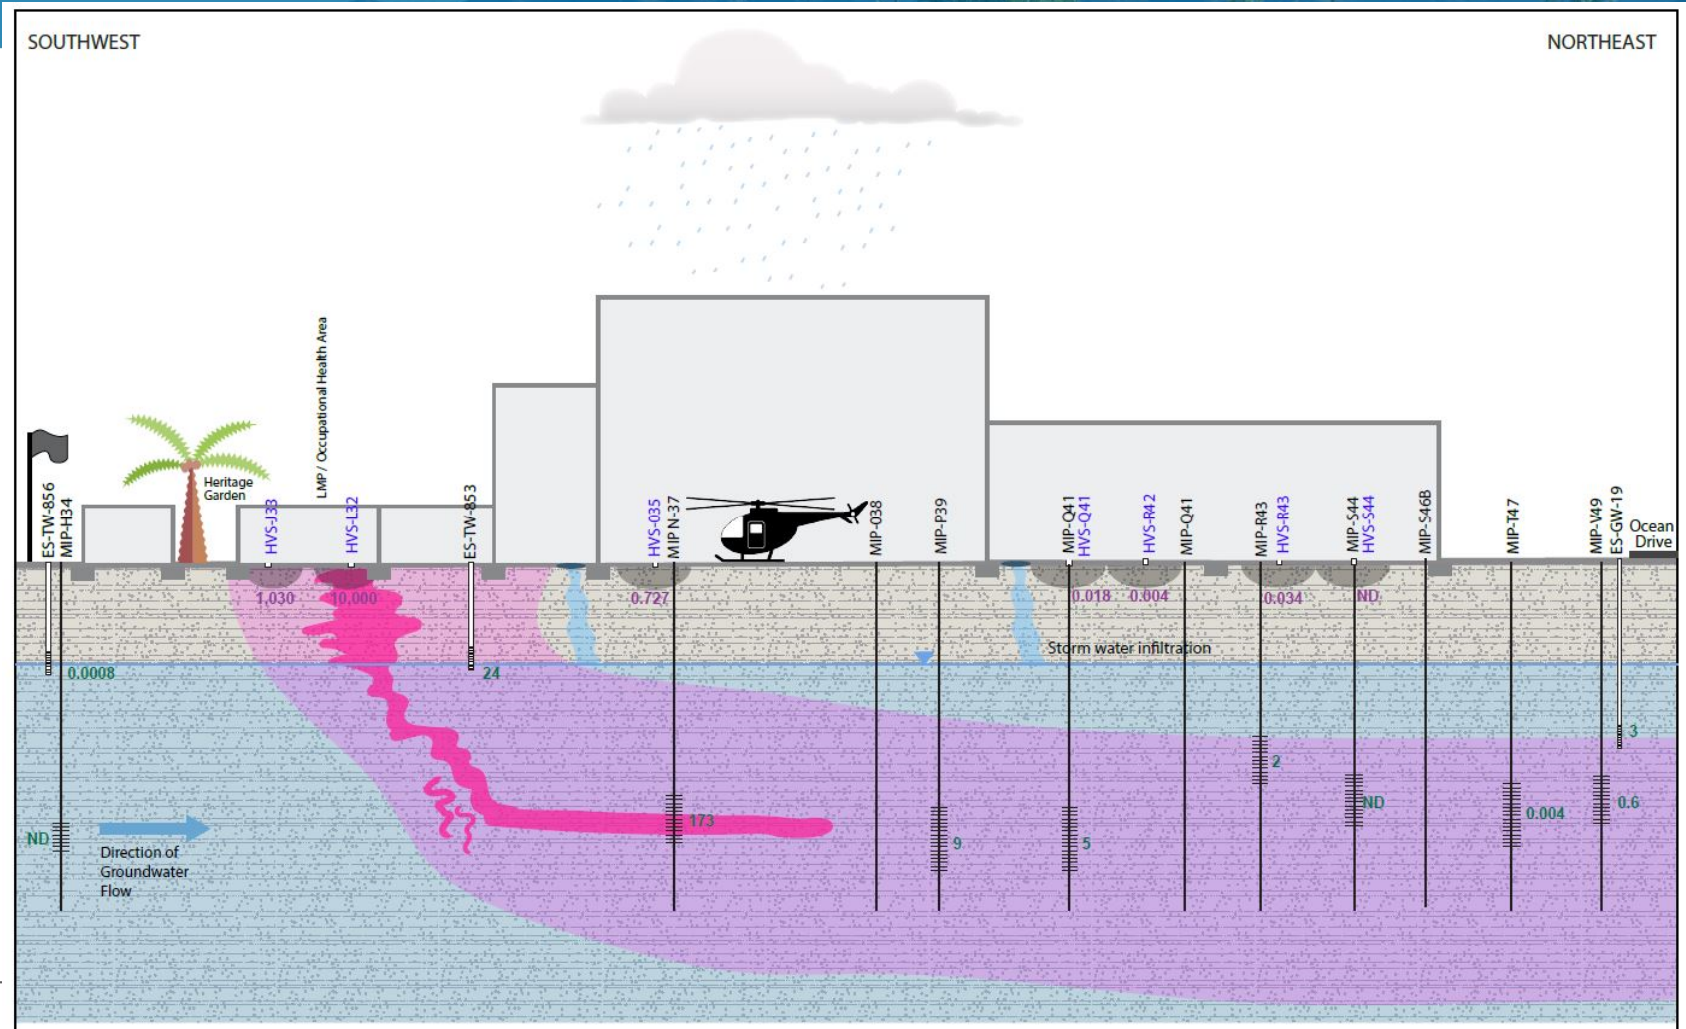 SOUTHWEST
NORTHEAST
ES-TW-856
MIP-H34
Heritage
Garden
HVS-J33
LMP / Occupational Health Area
HVS-L32
ES-TW-853
HVS-035
MIP N-37
MIP-038
MIP-P39
MIP-Q41
HVS-Q41
HVS-R42
MIP-Q41
MIP-R43
HVS-R43
MIP-S44
HVS-S44
MIP-S46B
MIP-T47
MIP-V49
ES-GW-19
Ocean
Drive
1,030
10,000
0.727
0.018
0.004
0.034
ND
Storm water infiltration
0.0008
24
3
2
ND
0.004
0.6
173
9
5
ND
Direction of
Groundwater
Flow